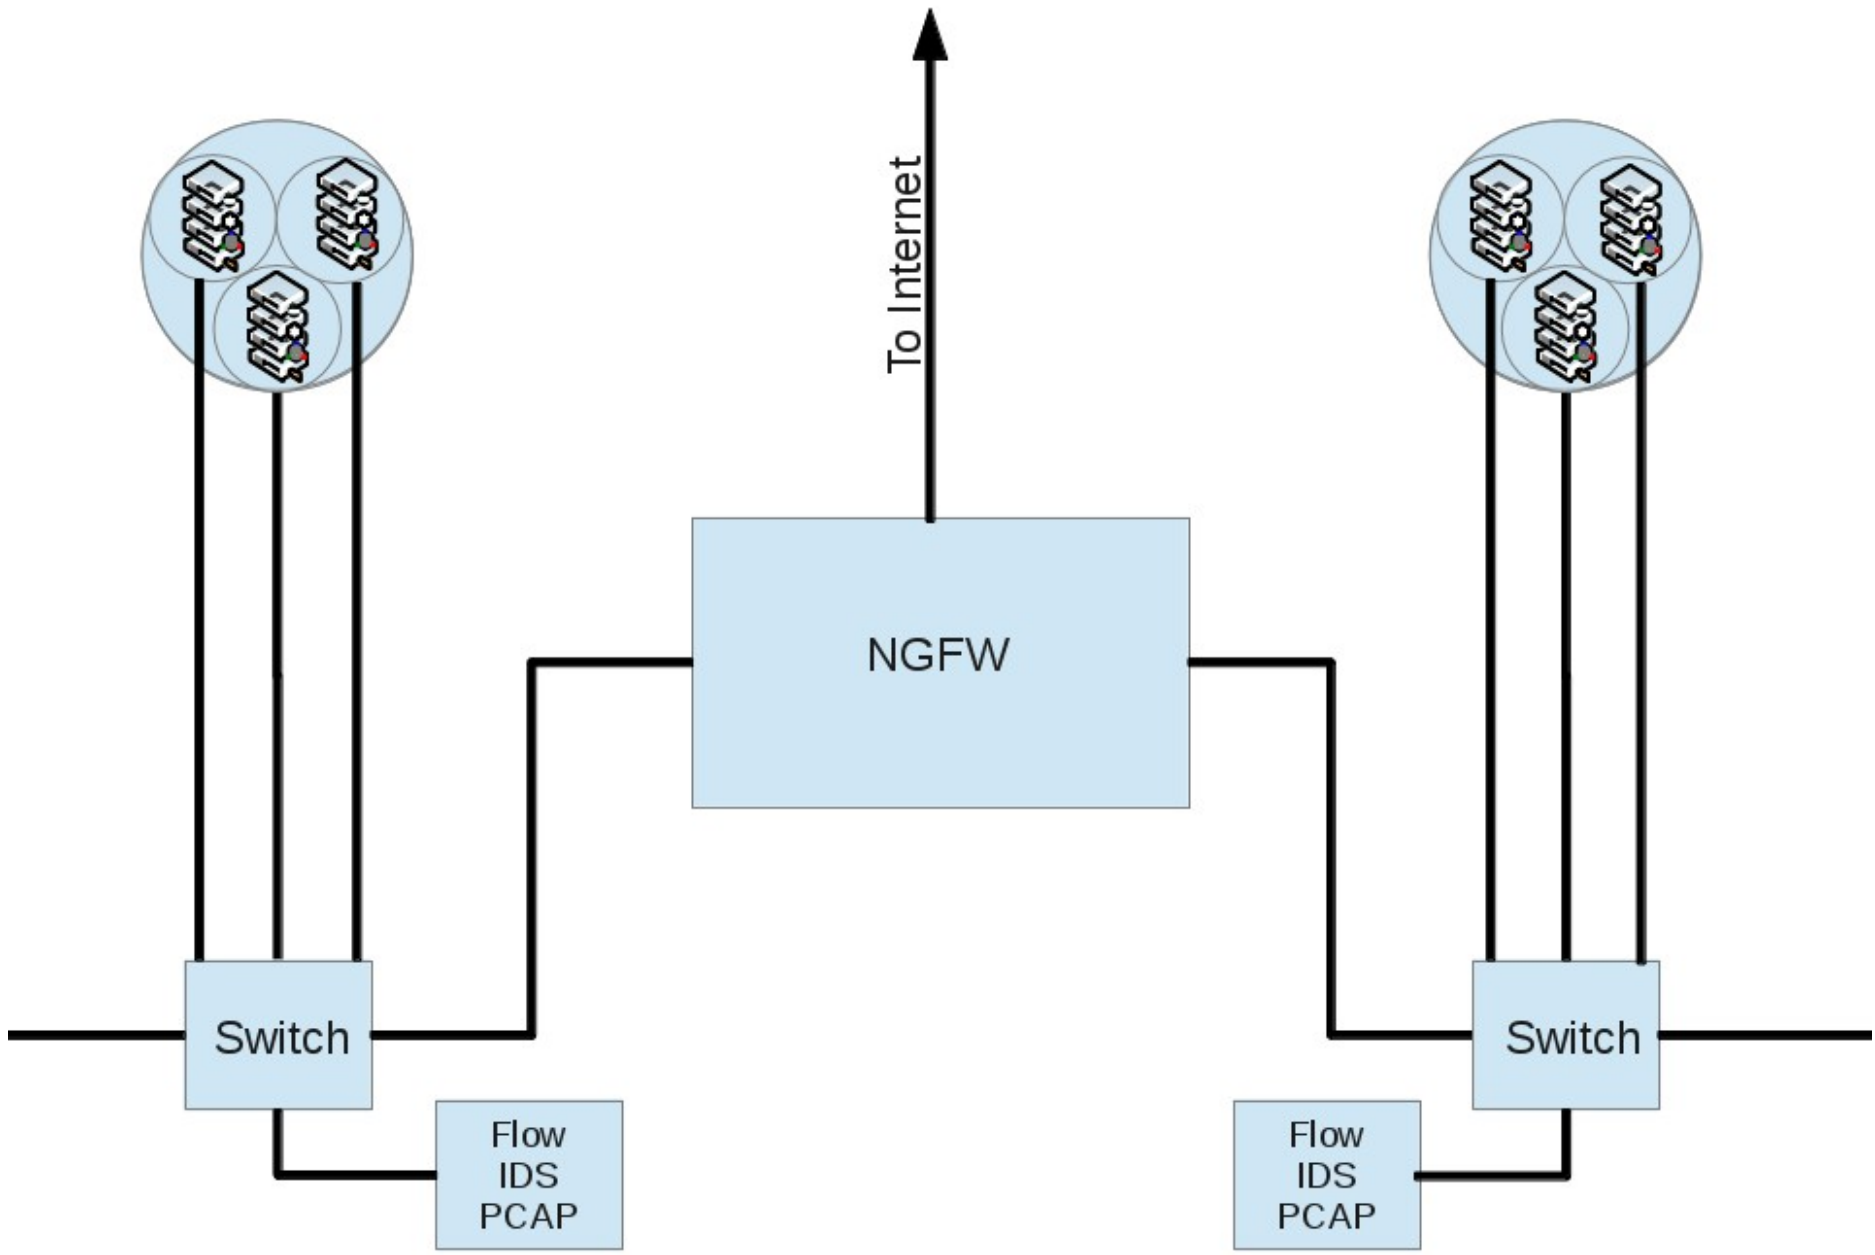 To Internet
NGFW
Switch
Switch
Flow
IDS
PCAP
Flow
IDS
PCAP